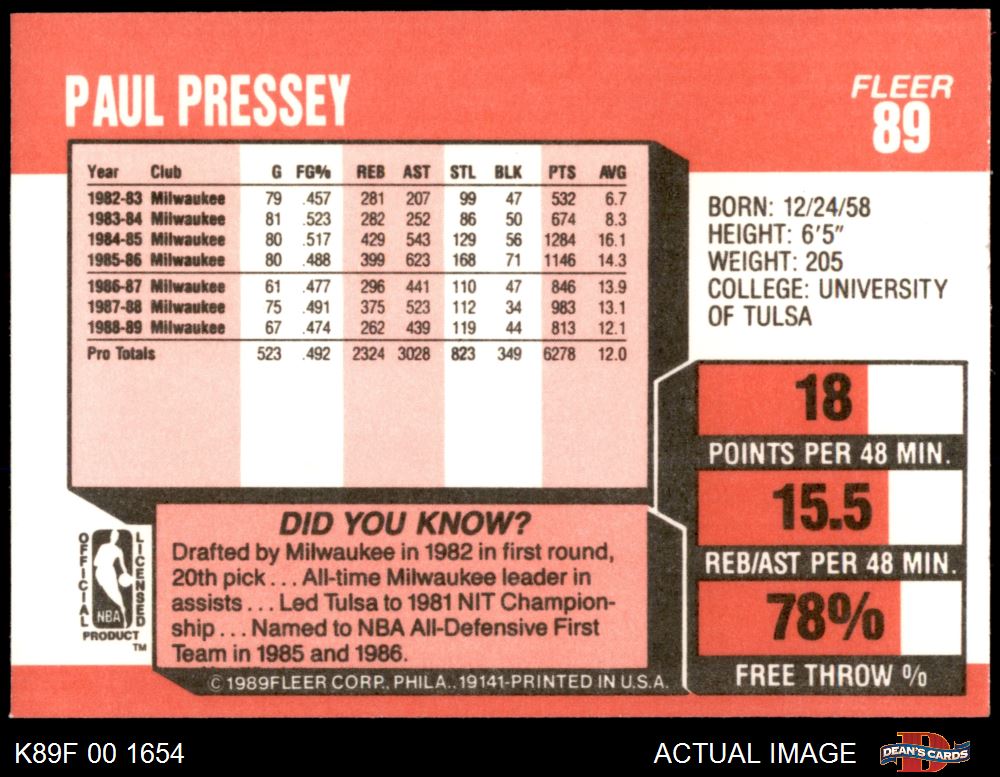 PAUL PRESSEY
FLEER
89
Year Club G FG% REB AST STL BLK PTS AVG
1982-83 Milwaukee 79 .457 281 207 99 47 532 6.7
1983-84 Milwaukee 81 .523 282 252 86 50 674 8.3
1984-85 Milwaukee 80 .517 429 543 129 56 1284 16.1
1985-86 Milwaukee 80 .488 399 623 168 71 1146 14.3
1986-87 Milwaukee 61 .477 296 441 110 47 846 13.9
1987-88 Milwaukee 75 .491 375 523 112 34 983 13.1
1988-89 Milwaukee 67 .474 262 439 119 44 813 12.1
Pro Totals 523 .492 2324 3028 823 349 6278 12.0
BORN: 12/24/58
HEIGHT: 6'5"
WEIGHT: 205
COLLEGE: UNIVERSITY
OF TULSA
18
POINTS PER 48 MIN.
15.5
REB/AST PER 48 MIN.
78%
FREE THROW %
DID YOU KNOW?
Drafted by Milwaukee in 1982 in first round,
20th pick . . . All-time Milwaukee leader in
assists . . . Led Tulsa to 1981 NIT Champion-
ship . . . Named to NBA All-Defensive First
Team in 1985 and 1986.
OFFICIAL
LICENSED
NBA
PRODUCT
TM
© 1989 FLEER CORP., PHILA., 19141-PRINTED IN U.S.A.
K89F 00 1654
ACTUAL IMAGE
D
DEAN'S CARDS